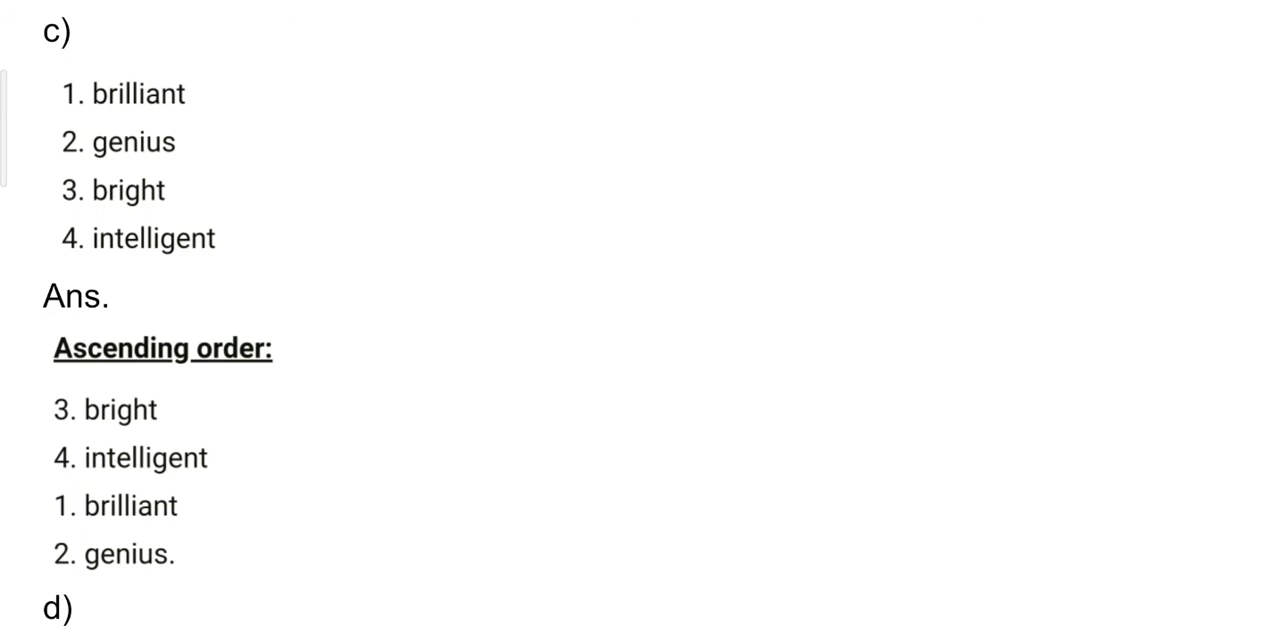 c)
1. brilliant
2. genius
3. bright
4. intelligent
Ans.
Ascending order:
3. bright
4. intelligent
1. brilliant
2. genius.
d)